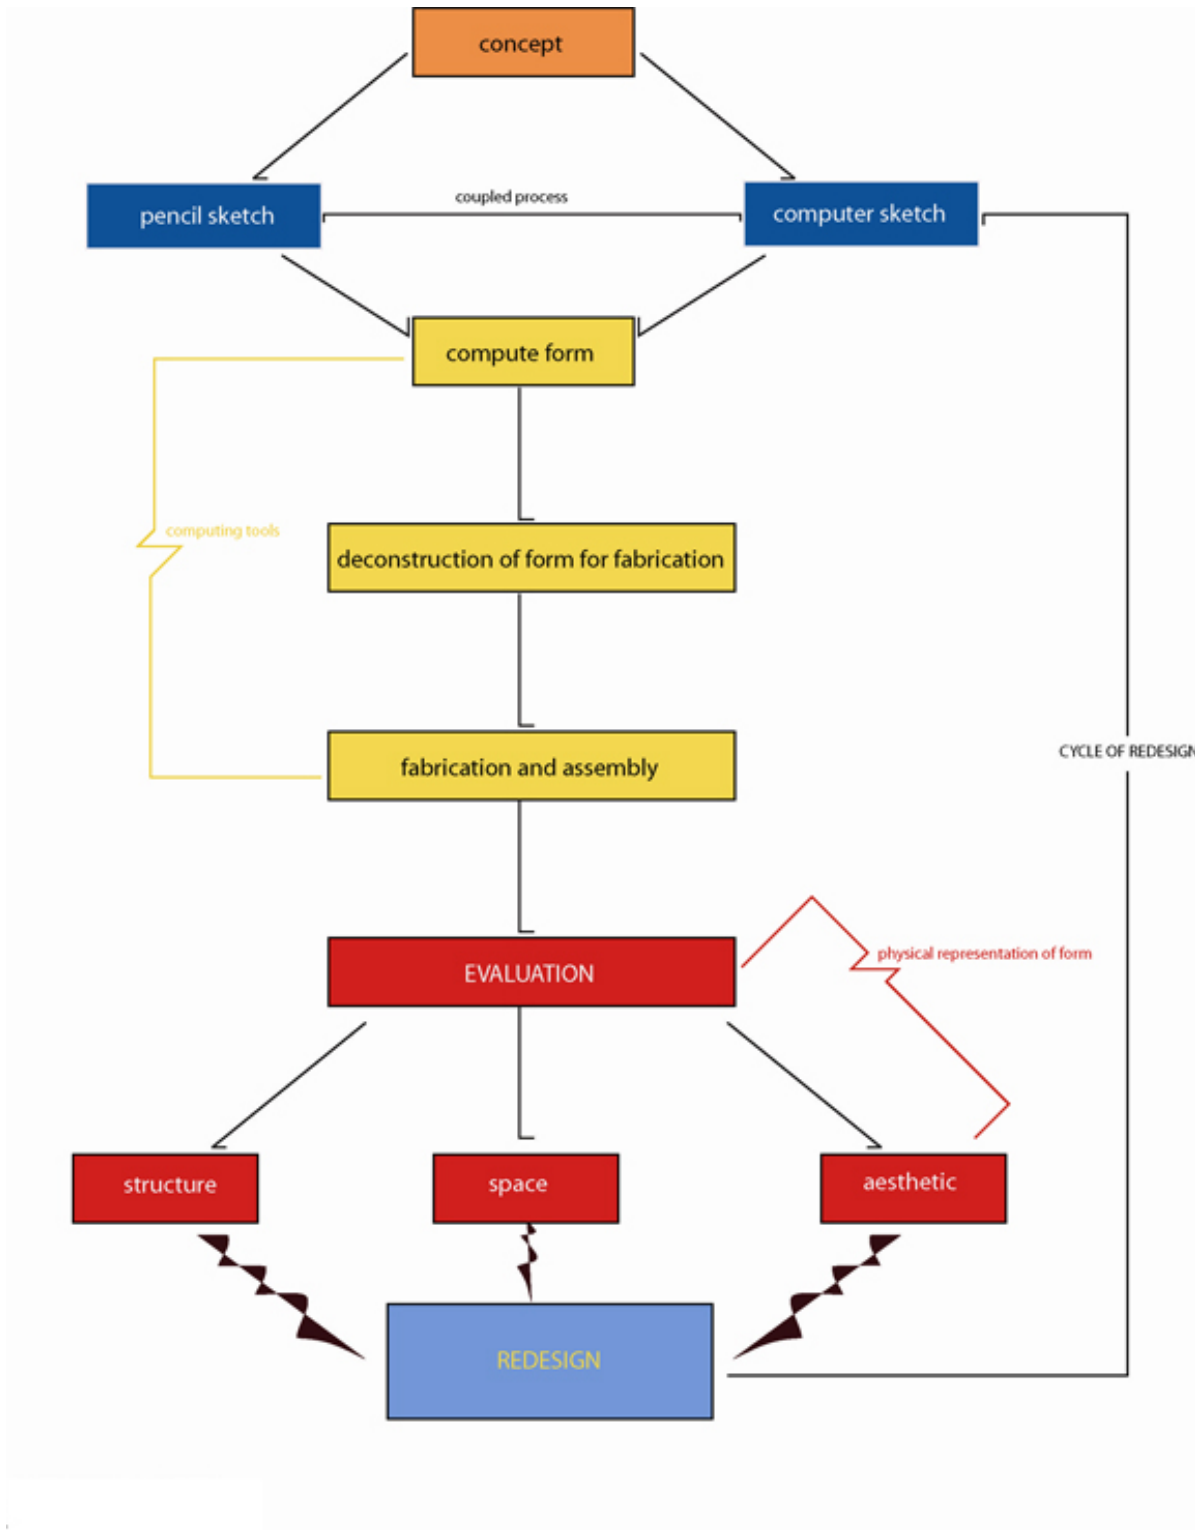 concept
coupled process
pencil sketch
computer sketch
compute form
computing tools
deconstruction of form for fabrication
CYCLE OF REDESIGN
fabrication and assembly
physical representation of form
EVALUATION
structure
space
aesthetic
REDESIGN